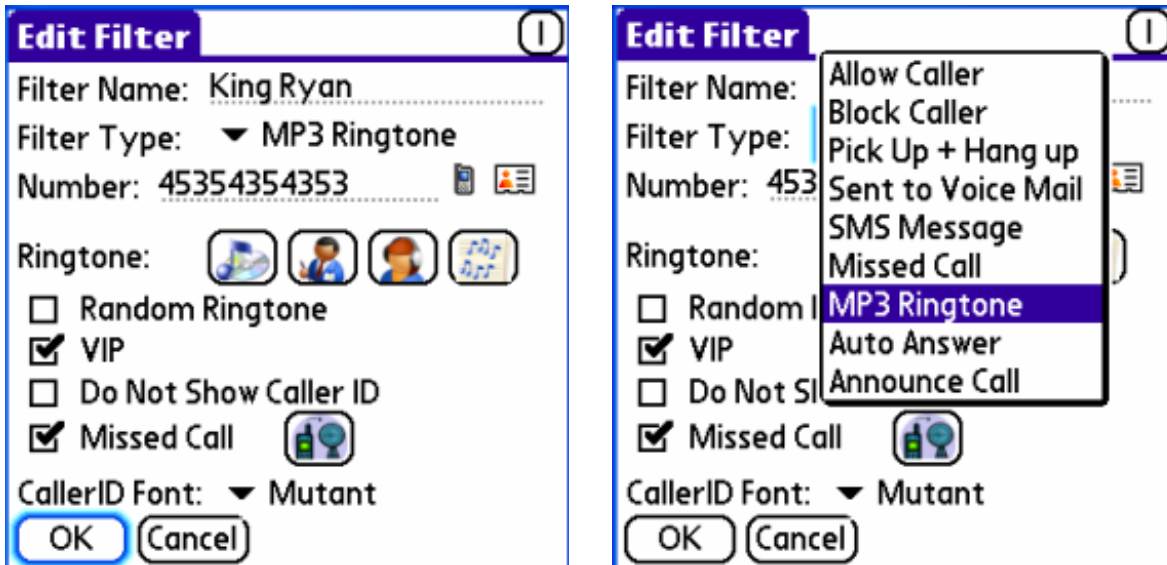 Edit Filter
Filter Name: King Ryan
Filter Type: MP3 Ringtone
Number: 45354354353
Ringtone:
Random Ringtone
VIP
Do Not Show Caller ID
Missed Call
CallerID Font: Mutant
OK Cancel
Edit Filter
Filter Name:
Filter Type:
Number: 453
Ringtone:
Random
VIP
Do Not
Missed Call
CallerID Font: Mutant
OK Cancel
Allow Caller
Block Caller
Pick Up + Hang up
Sent to Voice Mail
SMS Message
Missed Call
MP3 Ringtone
Auto Answer
Announce Call